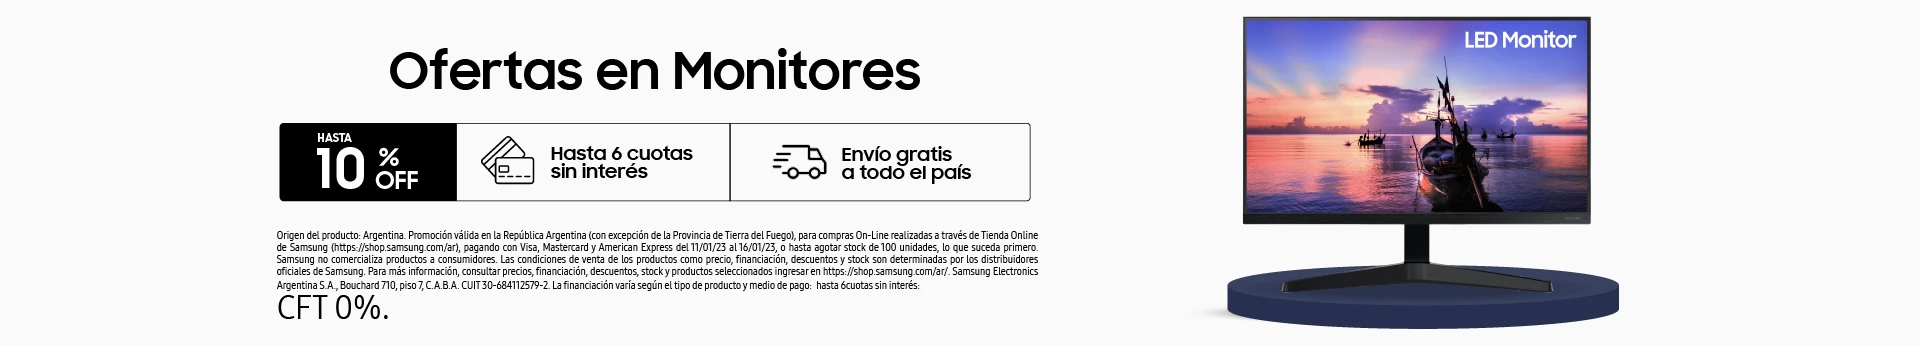 Ofertas en Monitores
HASTA
10 % OFF
Hasta 6 cuotas
sin interés
Envío gratis
a todo el país
Origen del producto: Argentina. Promoción válida en la República Argentina (con excepción de la Provincia de Tierra del Fuego), para compras On-Line realizadas a través de Tienda Online
de Samsung (https://shop.samsung.com/ar), pagando con Visa, Mastercard y American Express del 11/01/23 al 16/01/23, o hasta agotar stock de 100 unidades, lo que suceda primero.
Samsung no comercializa productos a consumidores. Las condiciones de venta de los productos como precio, financiación, descuentos y stock son determinadas por los distribuidores
oficiales de Samsung. Para más información, consultar precios, financiación, descuentos, stock y productos seleccionados ingresar en https://shop.samsung.com/ar/. Samsung Electronics
Argentina S.A., Bouchard 710, piso 7, C.A.B.A. CUIT 30-684112579-2. La financiación varía según el tipo de producto y medio de pago: hasta 6cuotas sin interés:
CFT 0%.
LED Monitor